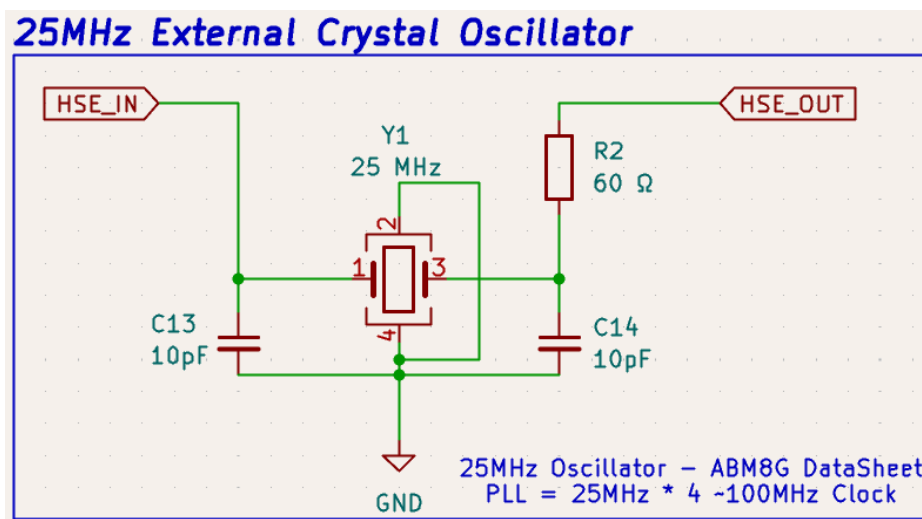 25MHz External Crystal Oscillator
HSE_IN
HSE_OUT
Y1
25 MHz
R2
60 Ω
2
1
3
4
C13
10pF
C14
10pF
GND
25MHz Oscillator - ABM8G DataSheet
PLL = 25MHz * 4 ~100MHz Clock